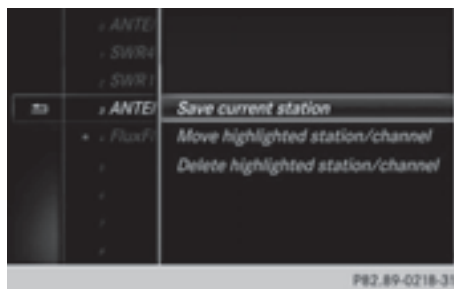 ANTE
SWR4
SWR1
ANTE Save current station
FluxF Move highlighted station/channel
Delete highlighted station/channel
P82.89-0218-31